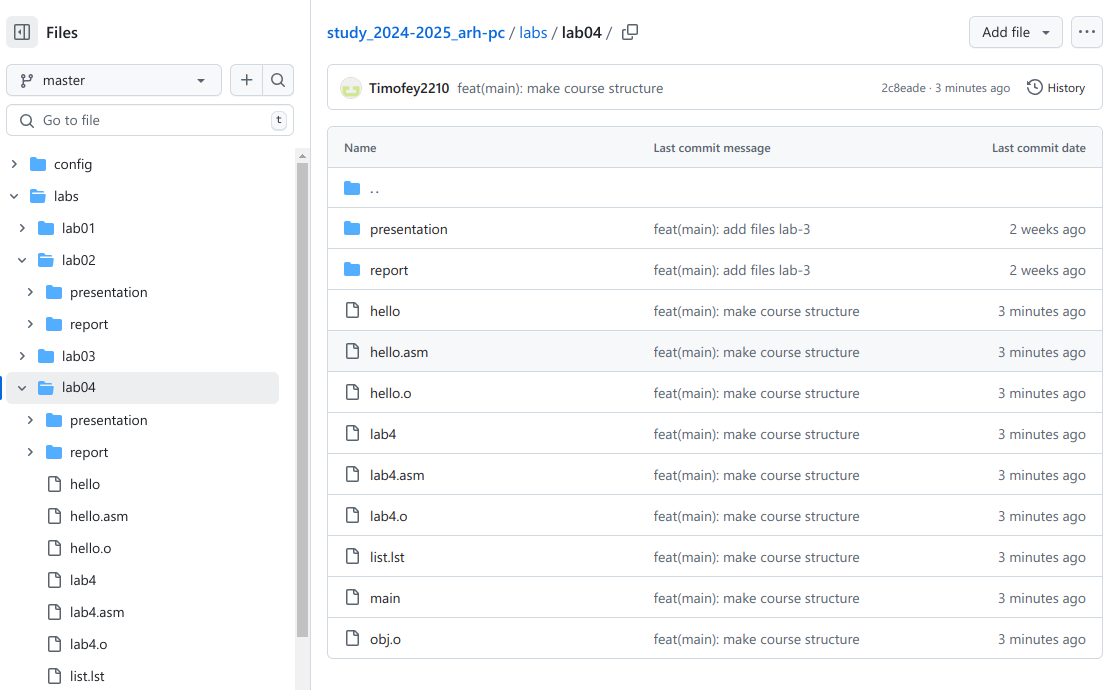 Files
master
Go to file
t
config
labs
lab01
lab02
presentation
report
lab03
lab04
presentation
report
hello
hello.asm
hello.o
lab4
lab4.asm
lab4.o
list.lst
study_2024-2025_arh-pc / labs / lab04 /
Add file
Timofey2210 feat(main): make course structure 2c8eade · 3 minutes ago History
Name Last commit message Last commit date
..
presentation feat(main): add files lab-3 2 weeks ago
report feat(main): add files lab-3 2 weeks ago
hello feat(main): make course structure 3 minutes ago
hello.asm feat(main): make course structure 3 minutes ago
hello.o feat(main): make course structure 3 minutes ago
lab4 feat(main): make course structure 3 minutes ago
lab4.asm feat(main): make course structure 3 minutes ago
lab4.o feat(main): make course structure 3 minutes ago
list.lst feat(main): make course structure 3 minutes ago
main feat(main): make course structure 3 minutes ago
obj.o feat(main): make course structure 3 minutes ago